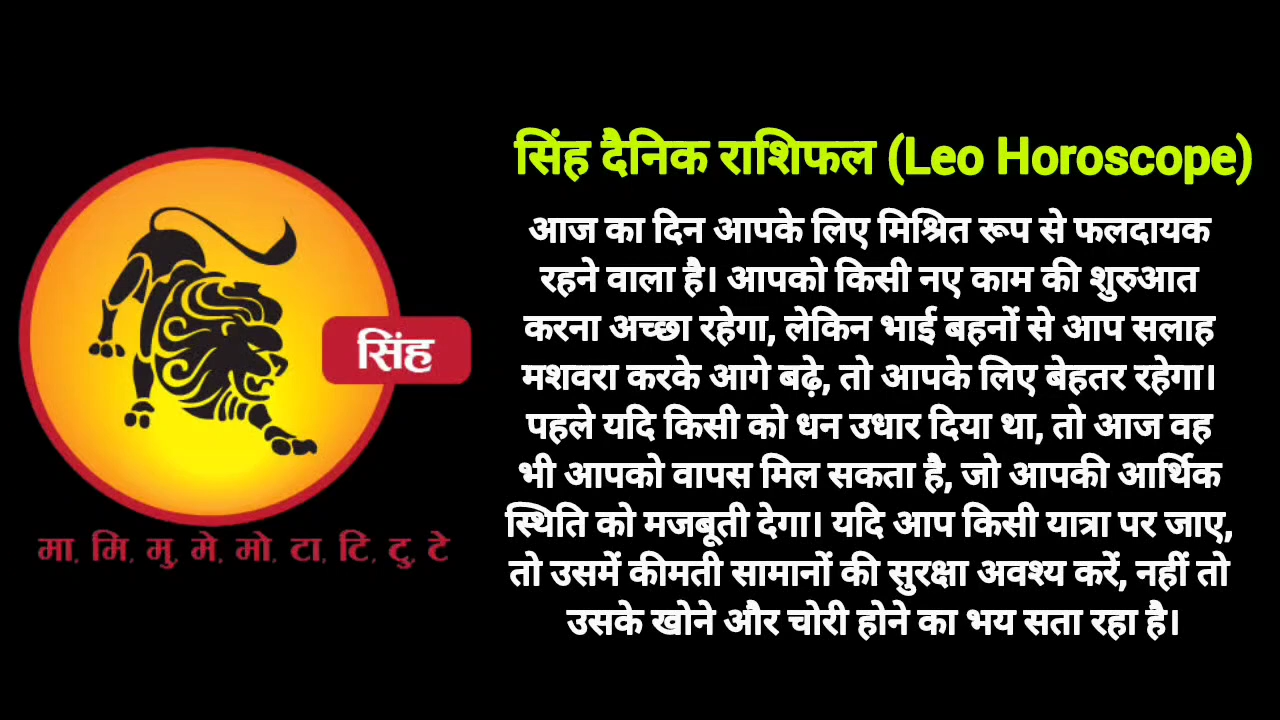 सिंह
मा, मि, मु, मे, मो, टा, टि, टु, टे
सिंह दैनिक राशिफल (Leo Horoscope)
आज का दिन आपके लिए मिश्रित रूप से फलदायक
रहने वाला है। आपको किसी नए काम की शुरुआत
करना अच्छा रहेगा, लेकिन भाई बहनों से आप सलाह
मशवरा करके आगे बढ़े, तो आपके लिए बेहतर रहेगा।
पहले यदि किसी को धन उधार दिया था, तो आज वह
भी आपको वापस मिल सकता है, जो आपकी आर्थिक
स्थिति को मजबूती देगा। यदि आप किसी यात्रा पर जाए,
तो उसमें कीमती सामानों की सुरक्षा अवश्य करें, नहीं तो
उसके खोने और चोरी होने का भय सता रहा है।